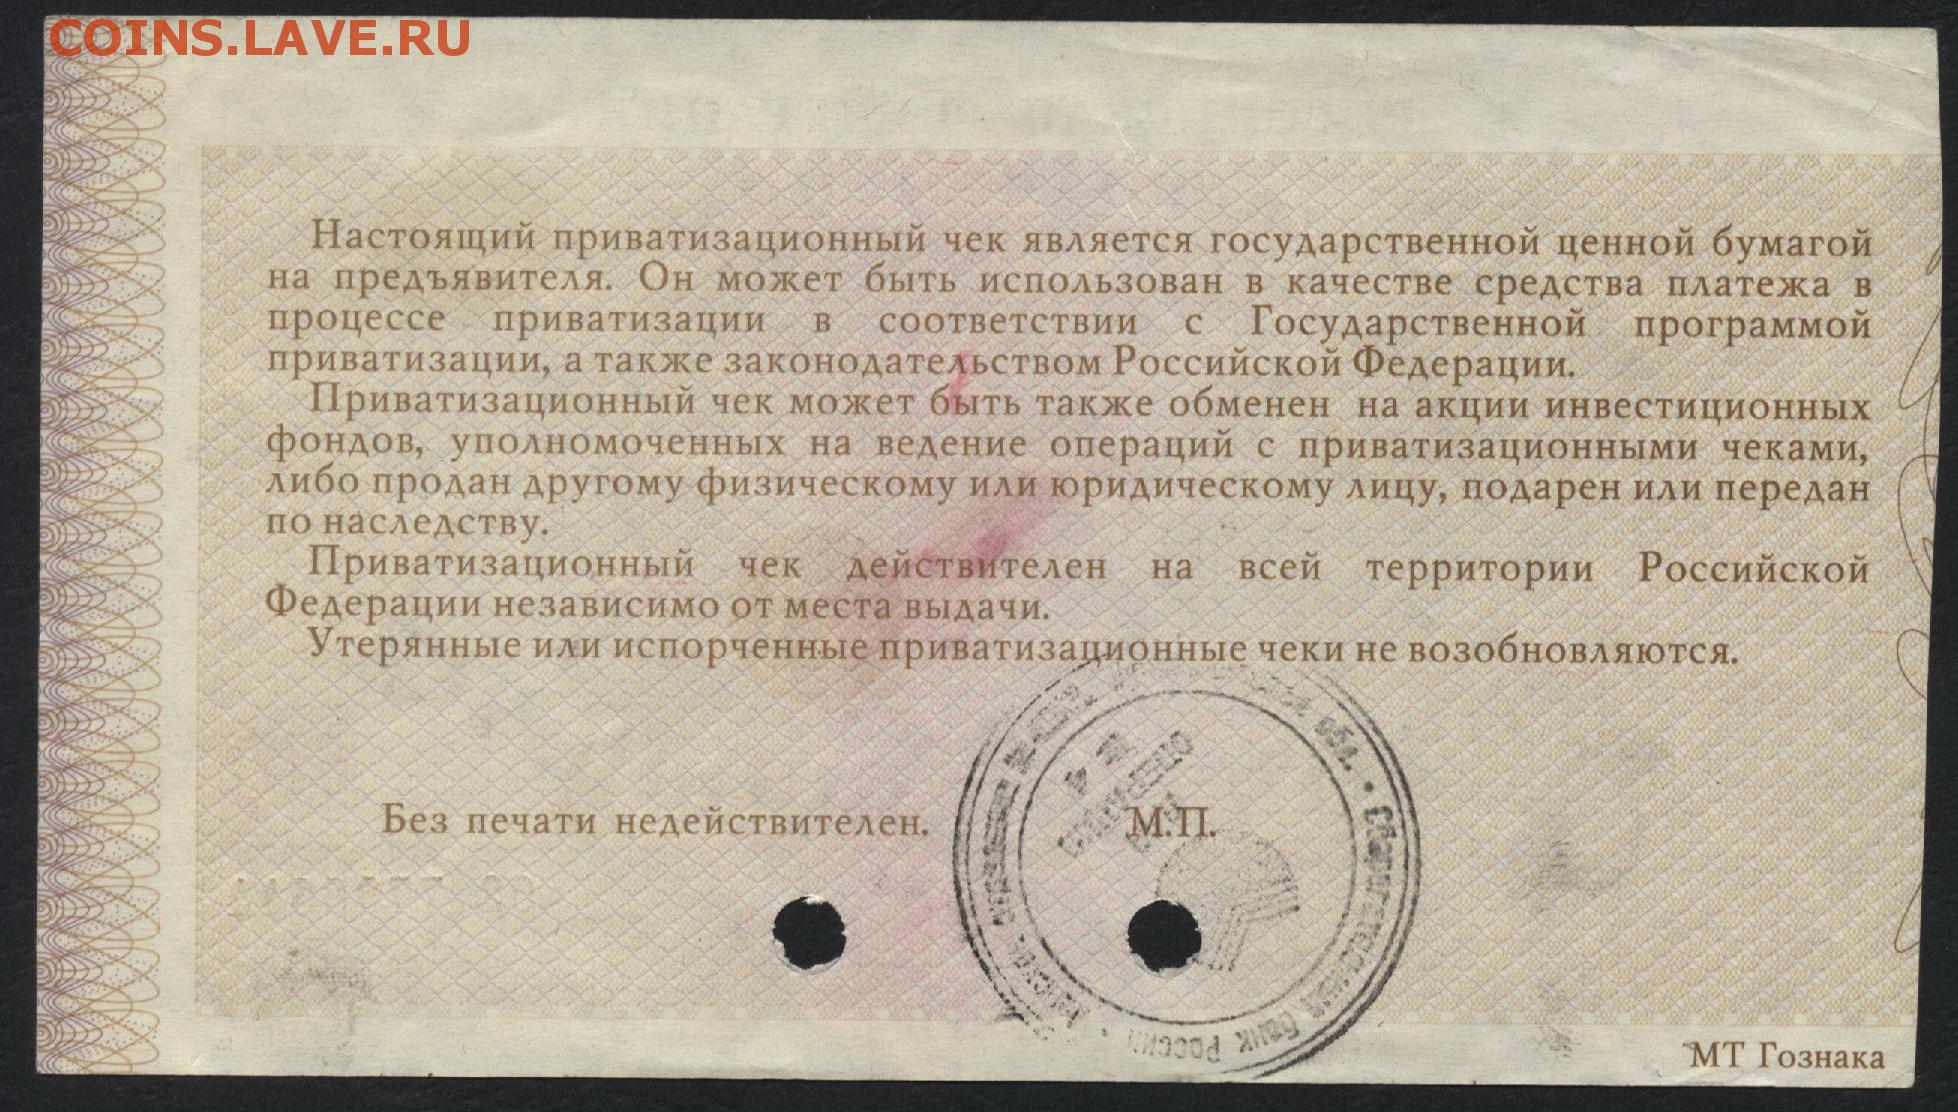 COINS.LAVE.RU
Настоящий приватизационный чек является государственной ценной бумагой
на предъявителя. Он может быть использован в качестве средства платежа в
процессе приватизации в соответствии с Государственной программой
приватизации, а также законодательством Российской Федерации.
Приватизационный чек может быть также обменен на акции инвестиционных
фондов, уполномоченных на ведение операций с приватизационными чеками,
либо продан другому физическому или юридическому лицу, подарен или передан
по наследству.
Приватизационный чек действителен на всей территории Российской
Федерации независимо от места выдачи.
Утерянные или испорченные приватизационные чеки не возобновляются.
Без печати недействителен.
М.П.
обл. • Сберегательный банк России •
МТ Гознака